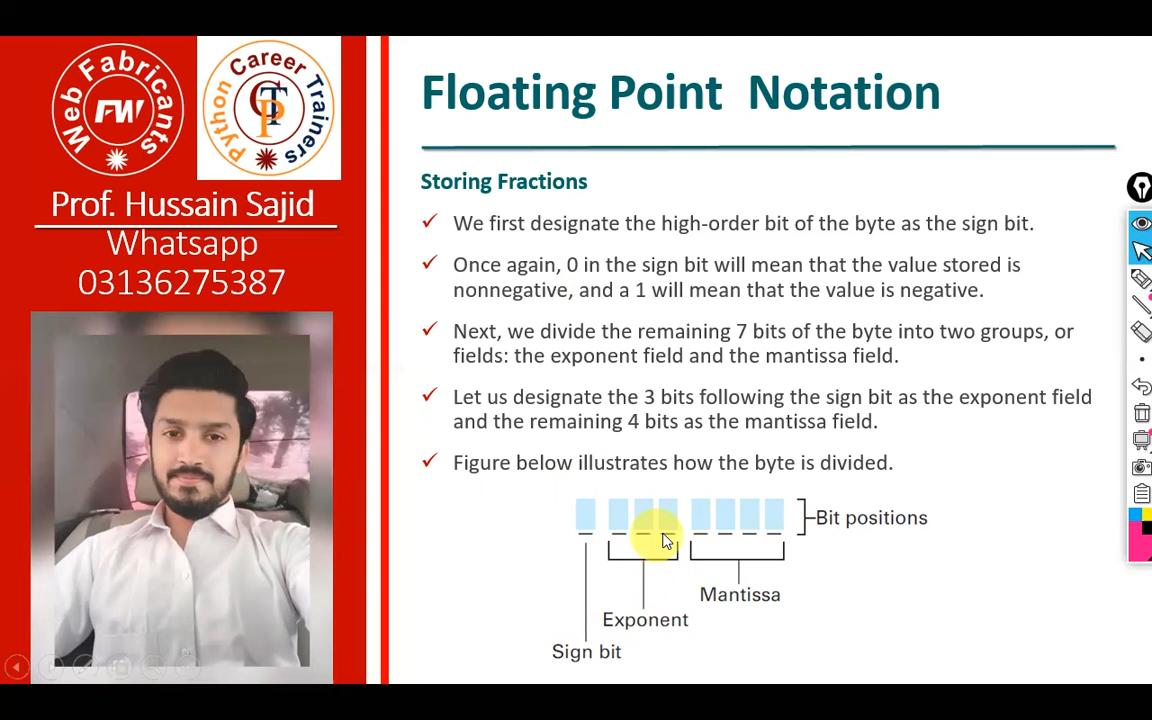 Web Fabricants
FW
Python Career Trainers
CTP
Prof. Hussain Sajid
Whatsapp
03136275387
Floating Point Notation
Storing Fractions
We first designate the high-order bit of the byte as the sign bit.
Once again, 0 in the sign bit will mean that the value stored is
nonnegative, and a 1 will mean that the value is negative.
Next, we divide the remaining 7 bits of the byte into two groups, or
fields: the exponent field and the mantissa field.
Let us designate the 3 bits following the sign bit as the exponent field
and the remaining 4 bits as the mantissa field.
Figure below illustrates how the byte is divided.
Bit positions
Mantissa
Exponent
Sign bit